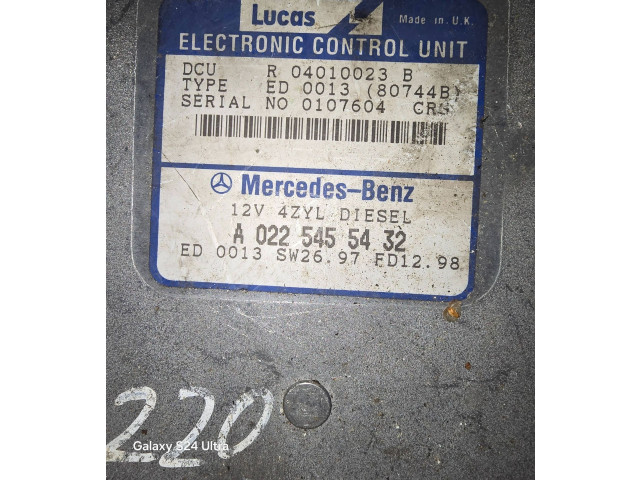 Lucas
Made in U.K.
ELECTRONIC CONTROL UNIT
DCU R 04010023 B
TYPE ED 0013 (80744B)
SERIAL NO 0107604 CRS
Mercedes-Benz
12V 4ZYL DIESEL
A 022 545 54 32
ED 0013 SW26.97 FD12.98
220
Galaxy S24 Ultra